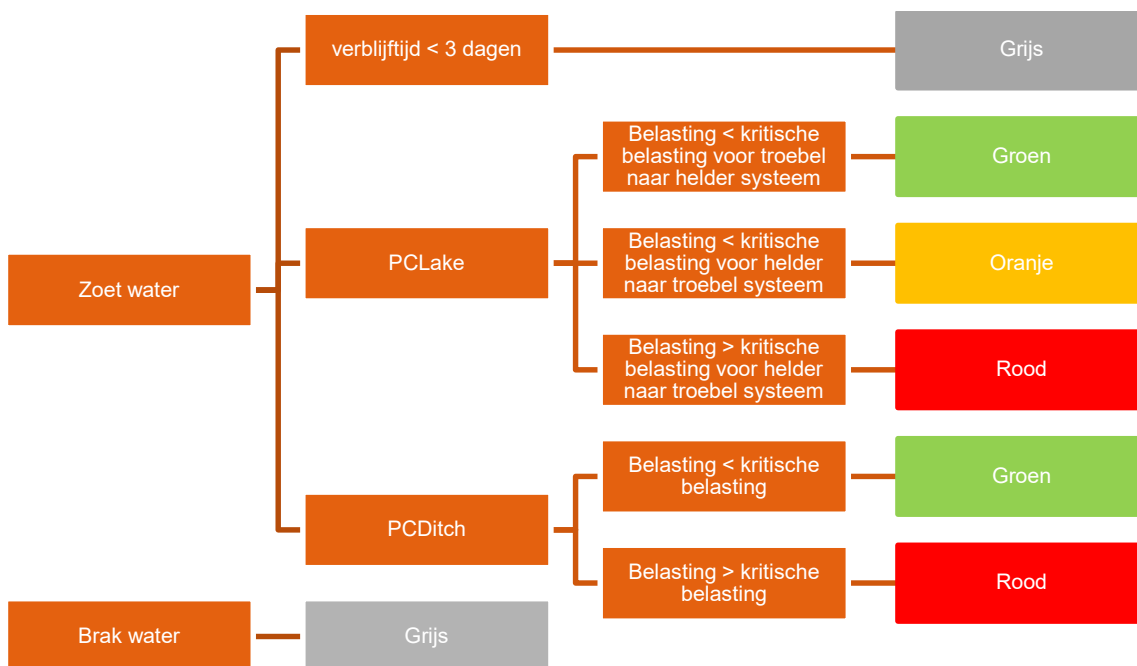 verblijftijd < 3 dagen
Grijs
Belasting < kritische
belasting voor troebel
naar helder systeem
Groen
Zoet water
PCLake
Belasting < kritische
belasting voor helder
naar troebel systeem
Oranje
Belasting > kritische
belasting voor helder
naar troebel systeem
Rood
PCDitch
Belasting < kritische
belasting
Groen
Belasting > kritische
belasting
Rood
Brak water
Grijs